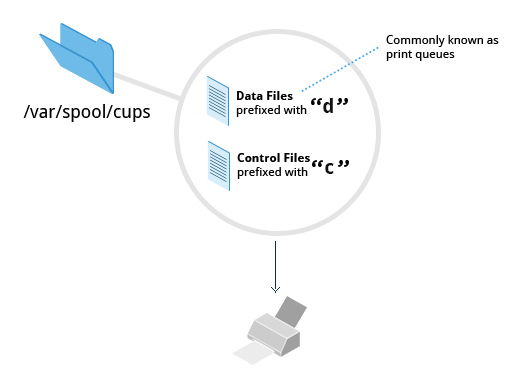 Commonly known as
print queues
/var/spool/cups
Data Files
prefixed with “d”
Control Files
prefixed with “c”